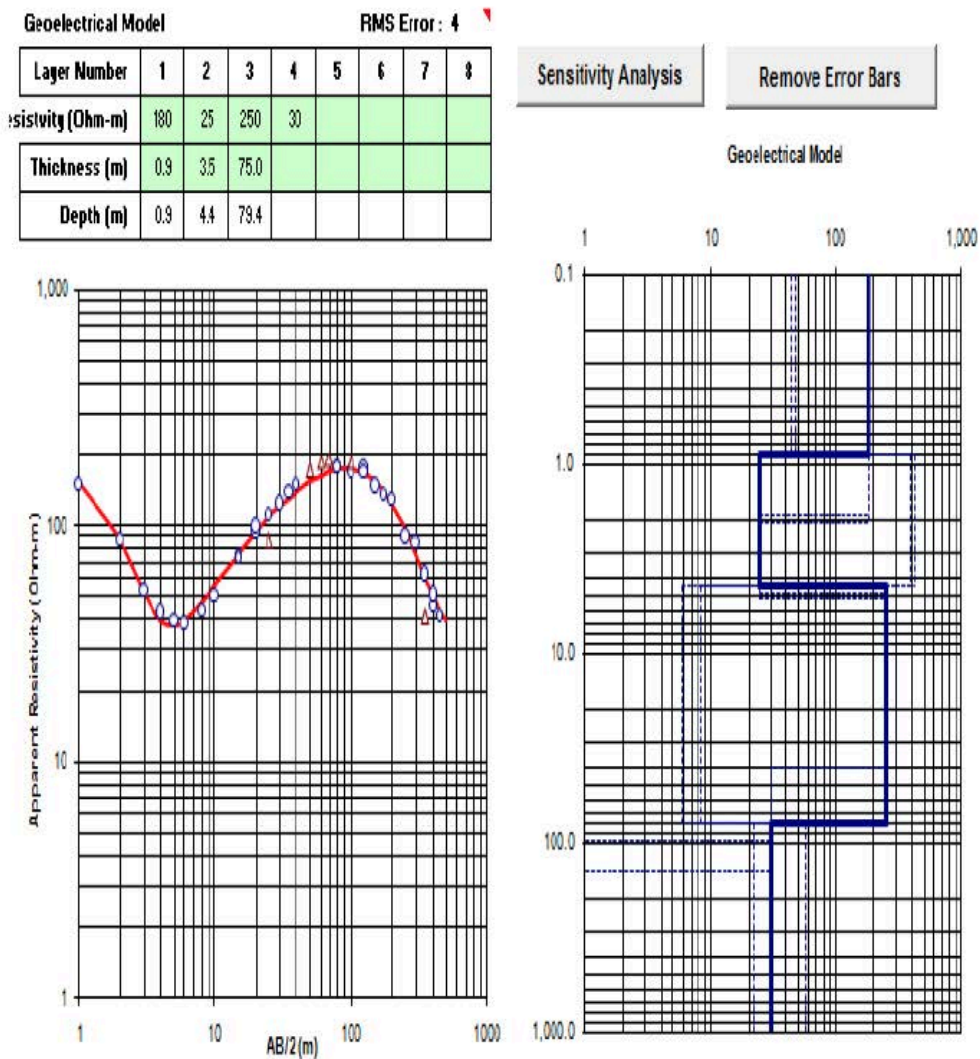 Geoelectrical Model RMS Error : 4
Layer Number 1 2 3 4 5 6 7 8
esistvity (Ohm-m) 180 25 250 30
Thickness (m) 0.9 3.5 75.0
Depth (m) 0.9 4.4 79.4
Sensitivity Analysis
Remove Error Bars
Geoelectrical Model
1 10 100 1,000
0.1
1.0
10.0
100.0
1,000.0
1,000
100
10
1
Apparent Resistivity (Ohm-m)
1 10 100 1000
AB/2 (m)